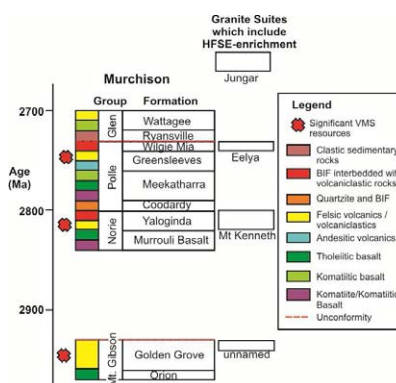 Granite Suites
which include
HFSE-enrichment
Jungar
Murchison
Group Formation
2700
Age
(Ma)
2800
2900
Glen
Polle
Norie
Mt. Gibson
Wattagee
Ryansville
Wilgie Mia
Greensleeves
Meekatharra
Coodardy
Yaloginda
Murrouli Basalt
Golden Grove
Orion
Eelya
Mt Kenneth
unnamed
Legend
Significant VMS
resources
Clastic sedimentary
rocks
BIF interbedded with
volcaniclastic rocks
Quartzite and BIF
Felsic volcanics /
volcaniclastics
Andesitic volcanics
Tholeiitic basalt
Komatiitic basalt
Komatiite/Komatiitic
Basalt
Unconformity